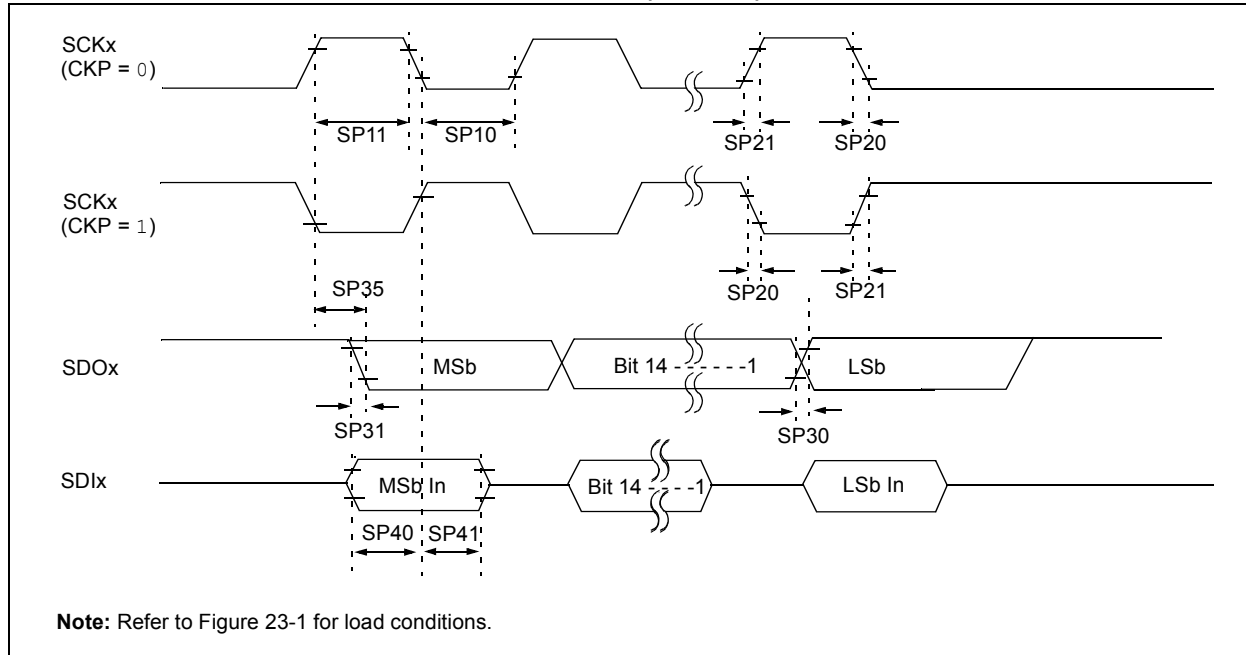 SCKx
(CKP = 0)
SP11
SP10
SP21
SP20
SCKx
(CKP = 1)
SP35
SP20
SP21
SDOx
MSb
Bit 14 - - - - - -1
LSb
SP31
SP30
SDIx
MSb In
Bit 14 - - - -1
LSb In
SP40
SP41
Note: Refer to Figure 23-1 for load conditions.